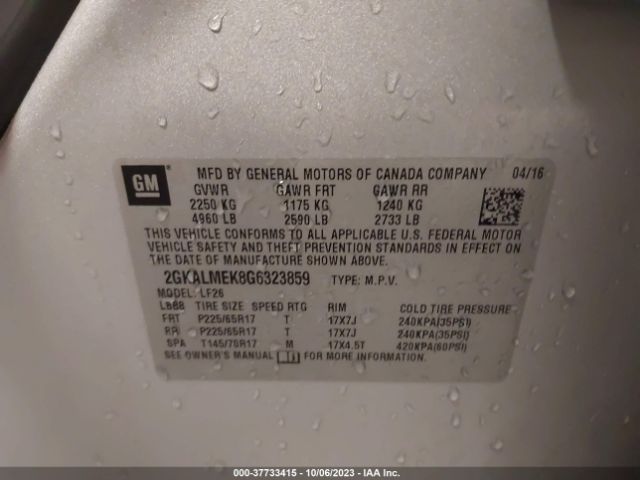 GM
MFD BY GENERAL MOTORS OF CANADA COMPANY 04/16
GVWR GAWR FRT GAWR RR
2250 KG 1175 KG 1240 KG
4960 LB 2590 LB 2733 LB
THIS VEHICLE CONFORMS TO ALL APPLICABLE U.S. FEDERAL MOTOR
VEHICLE SAFETY AND THEFT PREVENTION STANDARDS IN EFFECT ON
THE DATE OF MANUFACTURE SHOWN ABOVE.
2GKALMEK8G6323859 TYPE: M.P.V.
MODEL: LF26
L868 TIRE SIZE SPEED RTG RIM COLD TIRE PRESSURE
FRT P225/65R17 T 17X7J 240KPA(35PSI)
RR P225/65R17 T 17X7J 240KPA(35PSI)
SPA T145/70R17 M 17X4.5T 420KPA(60PSI)
SEE OWNER'S MANUAL FOR MORE INFORMATION.
000-37733415 - 10/06/2023 - IAA LLC